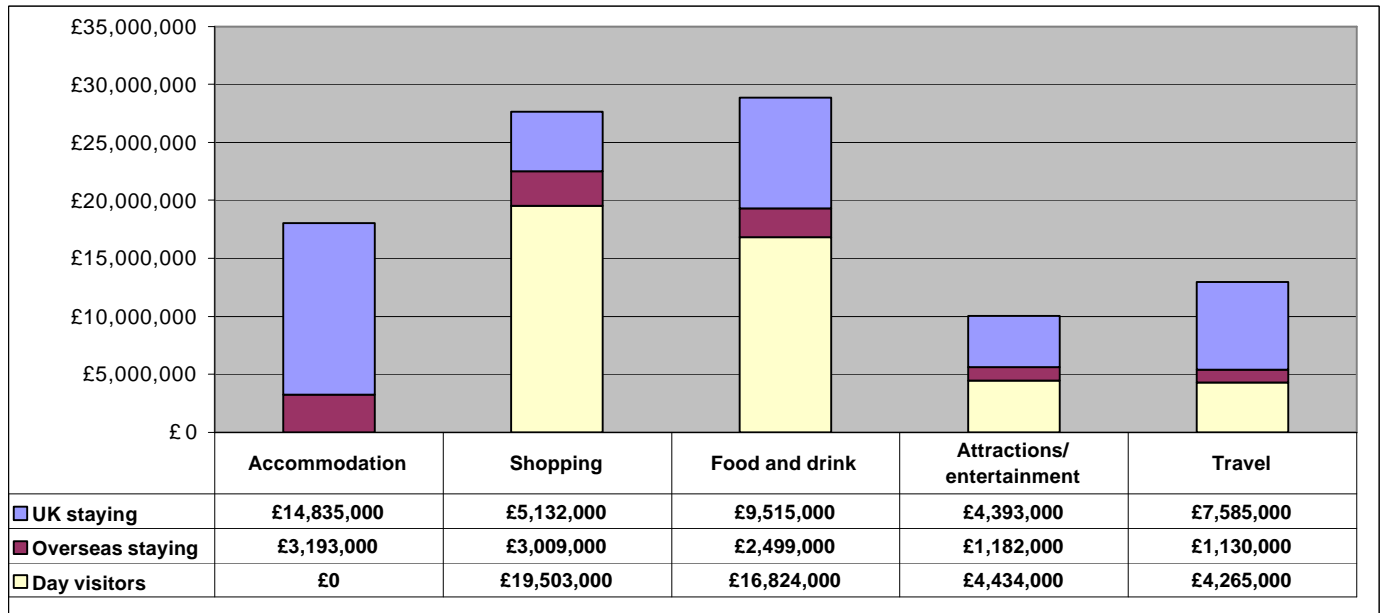 £35,000,000
£30,000,000
£25,000,000
£20,000,000
£15,000,000
£10,000,000
£5,000,000
£0
Accommodation Shopping Food and drink Attractions/ Travel
entertainment
UK staying £14,835,000 £5,132,000 £9,515,000 £4,393,000 £7,585,000
Overseas staying £3,193,000 £3,009,000 £2,499,000 £1,182,000 £1,130,000
Day visitors £0 £19,503,000 £16,824,000 £4,434,000 £4,265,000